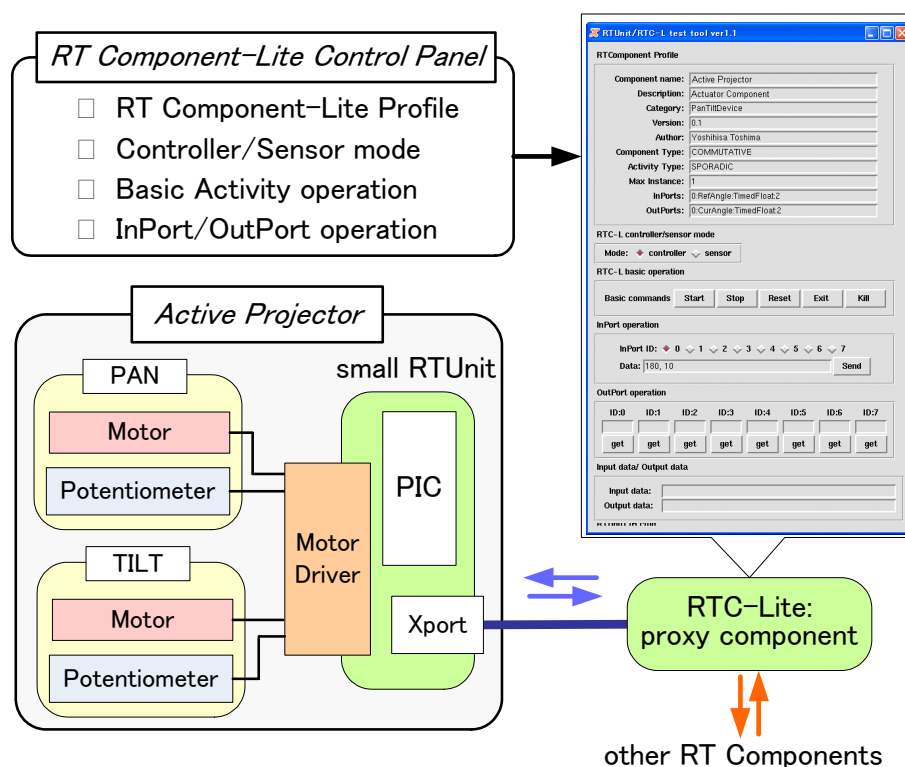 RT Component-Lite Control Panel
□ RT Component-Lite Profile
□ Controller/Sensor mode
□ Basic Activity operation
□ InPort/OutPort operation
RTUnit/RTC-L test tool ver1.1
RTComponent Profile
Component name: Active Projector
Description: Actuator Component
Category: PanTiltDevice
Version: 0.1
Author: Yoshihisa Toshima
Component Type: COMMUTATIVE
Activity Type: SPORADIC
Max Instance: 1
InPorts: 0:RefAngle:TimedFloat:2
OutPorts: 0:CurAngle:TimedFloat:2
RTC-L controller/sensor mode
Mode: controller sensor
RTC-L basic operation
Basic commands Start Stop Reset Exit Kill
InPort operation
InPort ID: 0 1 2 3 4 5 6 7
Data: 180, 10 Send
OutPort operation
ID:0 ID:1 ID:2 ID:3 ID:4 ID:5 ID:6 ID:7
get get get get get get get get
Input data/ Output data
Input data:
Output data:
Active Projector
PAN
Motor
Potentiometer
TILT
Motor
Potentiometer
Motor
Driver
small RTUnit
PIC
Xport
RTC-Lite:
proxy component
other RT Components